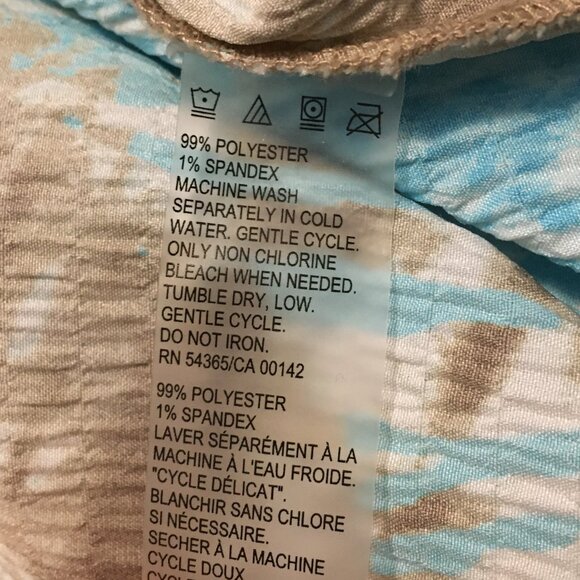 99% POLYESTER
1% SPANDEX
MACHINE WASH
SEPARATELY IN COLD
WATER. GENTLE CYCLE.
ONLY NON CHLORINE
BLEACH WHEN NEEDED.
TUMBLE DRY, LOW.
GENTLE CYCLE.
DO NOT IRON.
RN 54365/CA 00142
99% POLYESTER
1% SPANDEX
LAVER SÉPARÉMENT À LA
MACHINE À L'EAU FROIDE.
"CYCLE DÉLICAT".
BLANCHIR SANS CHLORE
SI NÉCESSAIRE.
SECHER À LA MACHINE
CYCLE DOUX